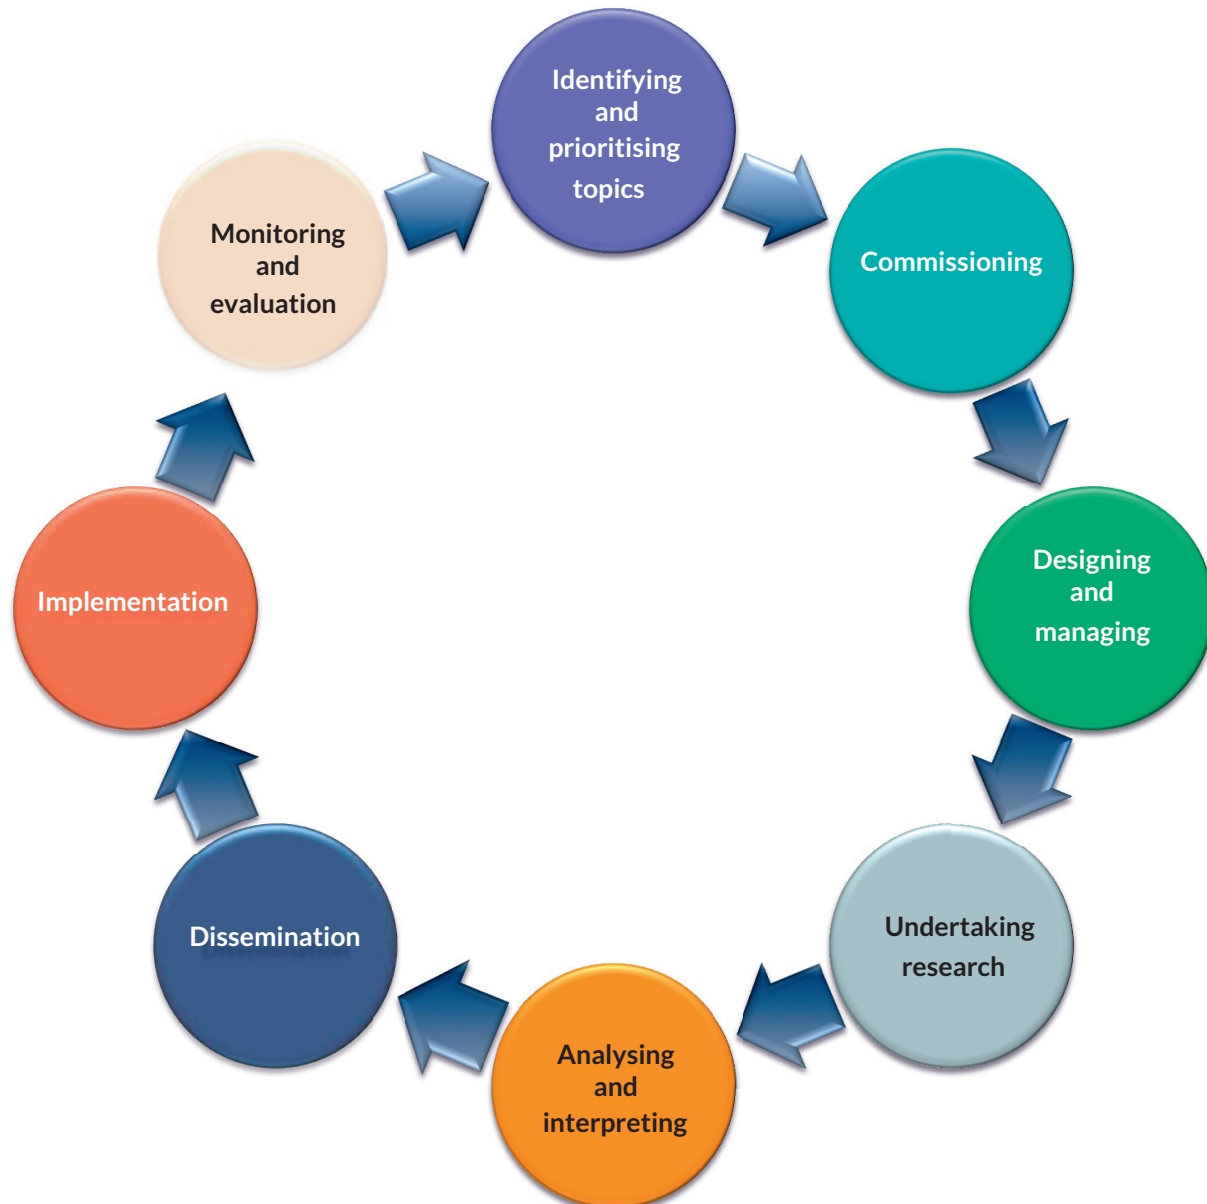 Identifying
and
prioritising
topics
Commissioning
Designing
and
managing
Undertaking
research
Analysing
and
interpreting
Dissemination
Implementation
Monitoring
and
evaluation